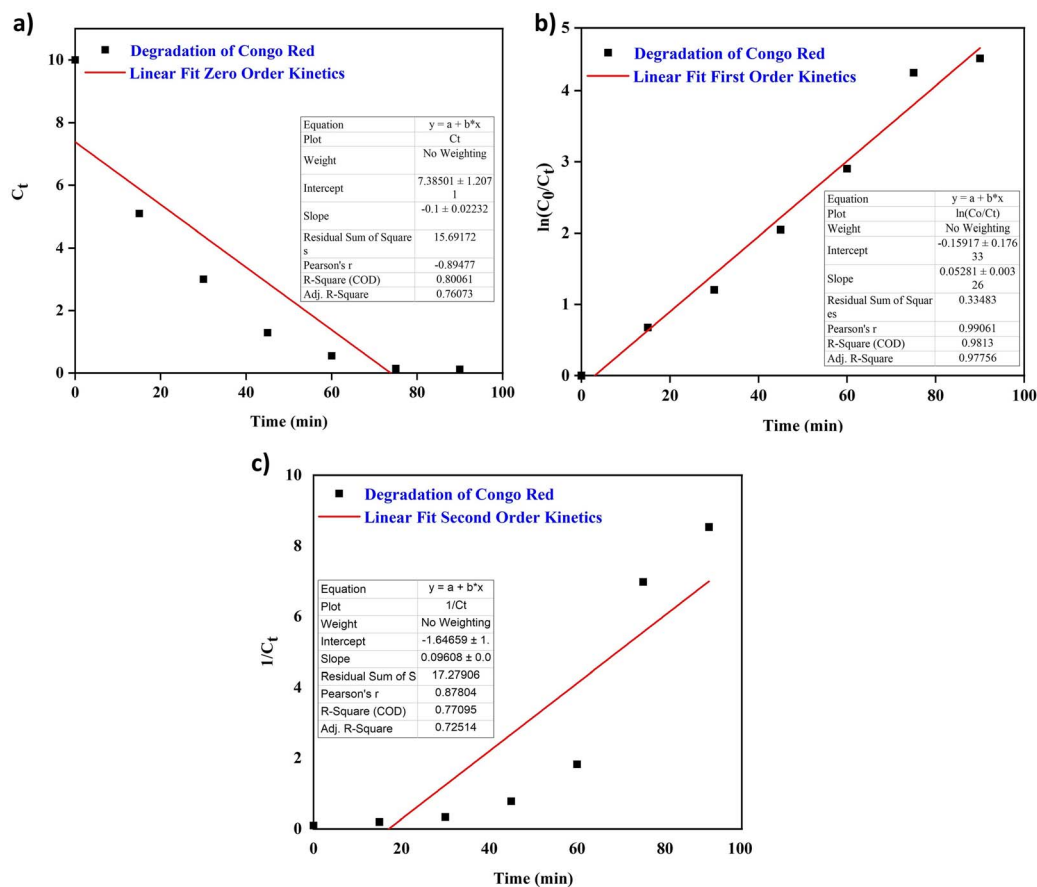 a)
Degradation of Congo Red
Linear Fit Zero Order Kinetics
10
8
6
4
2
0
C_t
Equation y = a + b*x
Plot Ct
Weight No Weighting
Intercept 7.38501 ± 1.207
1
Slope -0.1 ± 0.02232
Residual Sum of Square
s 15.69172
Pearson's r -0.89477
R-Square (COD) 0.80061
Adj. R-Square 0.76073
0 20 40 60 80 100
Time (min)
b)
Degradation of Congo Red
Linear Fit First Order Kinetics
5
4
3
2
1
0
ln(C_0/C_t)
Equation y = a + b*x
Plot ln(Co/Ct)
Weight No Weighting
Intercept -0.15917 ± 0.176
33
Slope 0.05281 ± 0.003
26
Residual Sum of Squar
es 0.33483
Pearson's r 0.99061
R-Square (COD) 0.9813
Adj. R-Square 0.97756
0 20 40 60 80 100
Time (min)
c)
Degradation of Congo Red
Linear Fit Second Order Kinetics
10
8
6
4
2
0
1/C_t
Equation y = a + b*x
Plot 1/Ct
Weight No Weighting
Intercept -1.64659 ± 1.
Slope 0.09608 ± 0.0
Residual Sum of S 17.27906
Pearson's r 0.87804
R-Square (COD) 0.77095
Adj. R-Square 0.72514
0 20 40 60 80 100
Time (min)